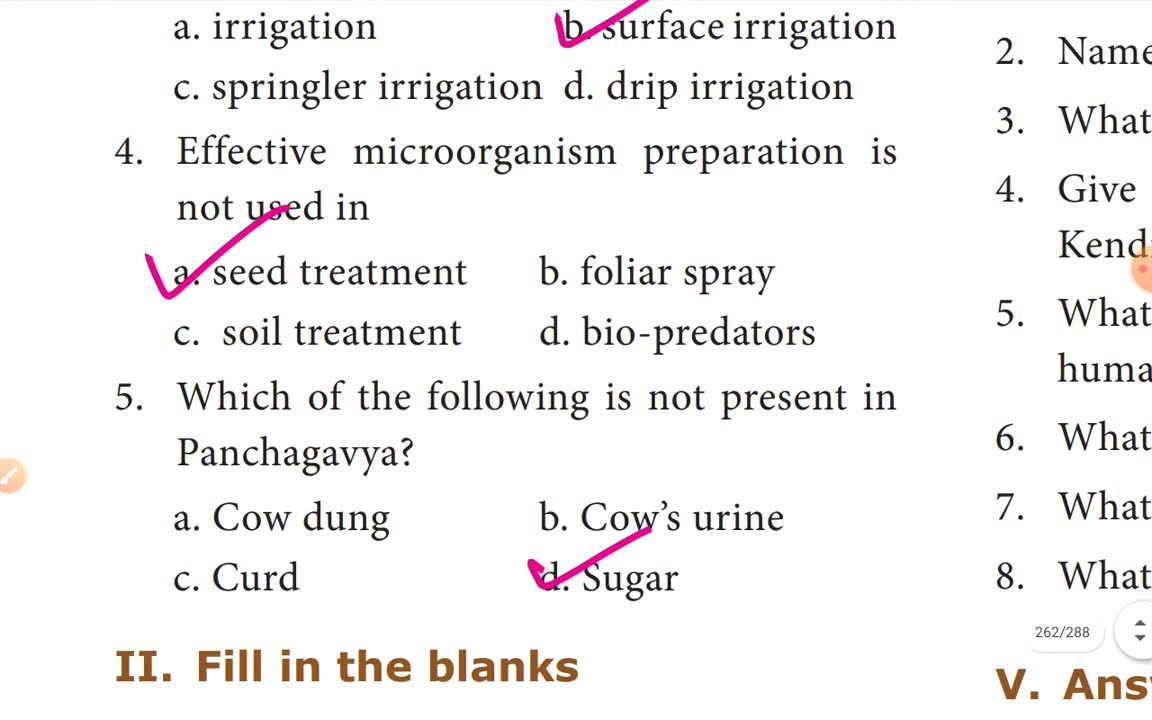 a. irrigation b. surface irrigation
c. springler irrigation d. drip irrigation
4. Effective microorganism preparation is
not used in
a. seed treatment b. foliar spray
c. soil treatment d. bio-predators
5. Which of the following is not present in
Panchagavya?
a. Cow dung b. Cow's urine
c. Curd d. Sugar
II. Fill in the blanks
2. Name
3. What
4. Give
Kend
5. What
huma
6. What
7. What
8. What
262/288
V. Ans